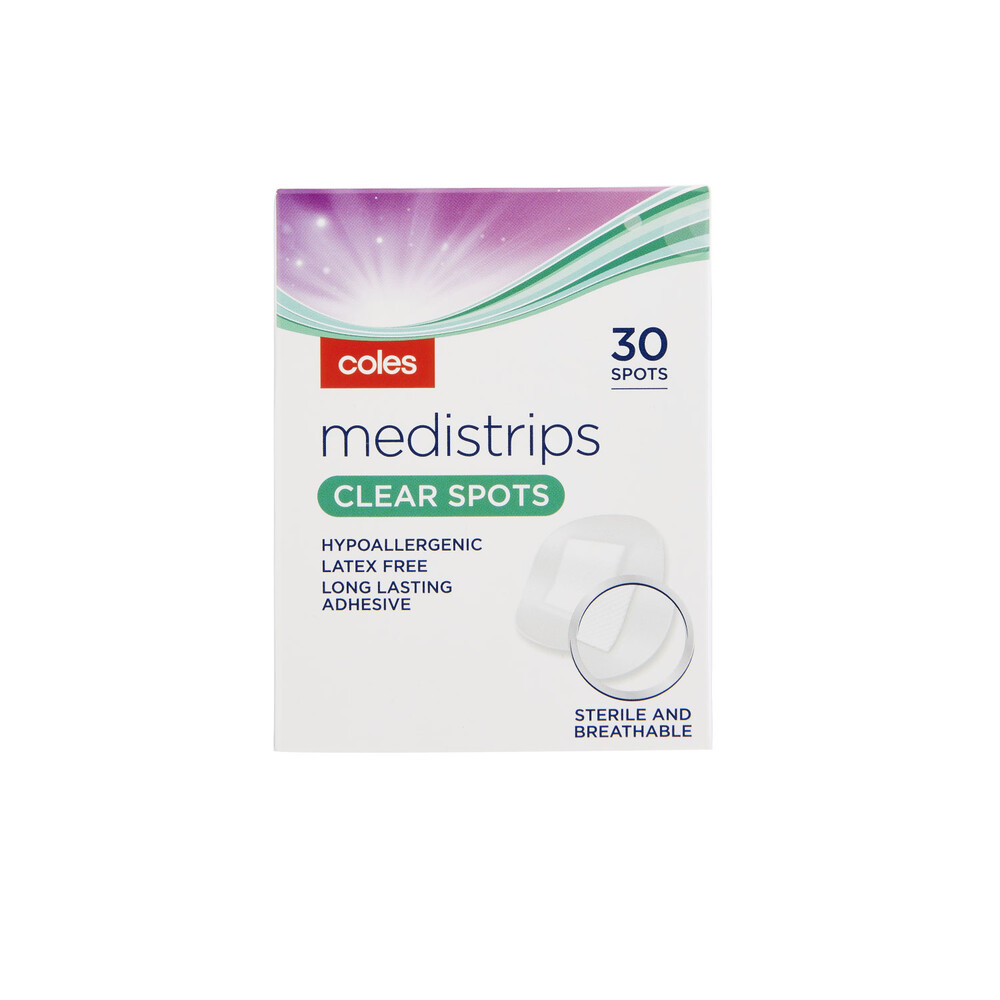 coles
30
SPOTS
medistrips
CLEAR SPOTS
HYPOALLERGENIC
LATEX FREE
LONG LASTING
ADHESIVE
STERILE AND
BREATHABLE